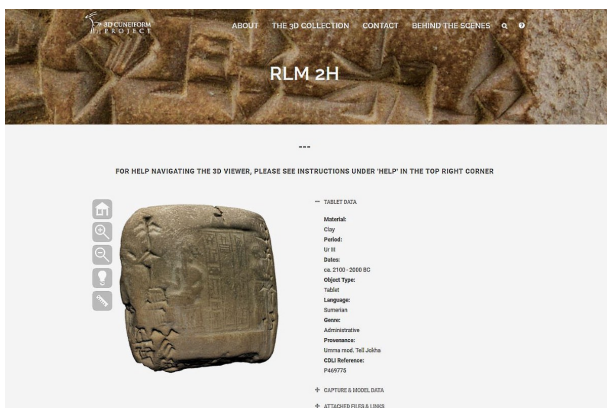 3D CUNEIFORM
PROJECT
ABOUT THE 3D COLLECTION CONTACT BEHIND THE SCENES
RLM 2H
---
FOR HELP NAVIGATING THE 3D VIEWER, PLEASE SEE INSTRUCTIONS UNDER 'HELP' IN THE TOP RIGHT CORNER
− TABLET DATA
Material:
Clay
Period:
Ur III
Dates:
ca. 2100 - 2000 BC
Object Type:
Tablet
Language:
Sumerian
Genre:
Administrative
Provenance:
Umma mod. Tell Jokha
CDLI Reference:
P469775
+ CAPTURE & MODEL DATA
+ ATTACHED FILES & LINKS